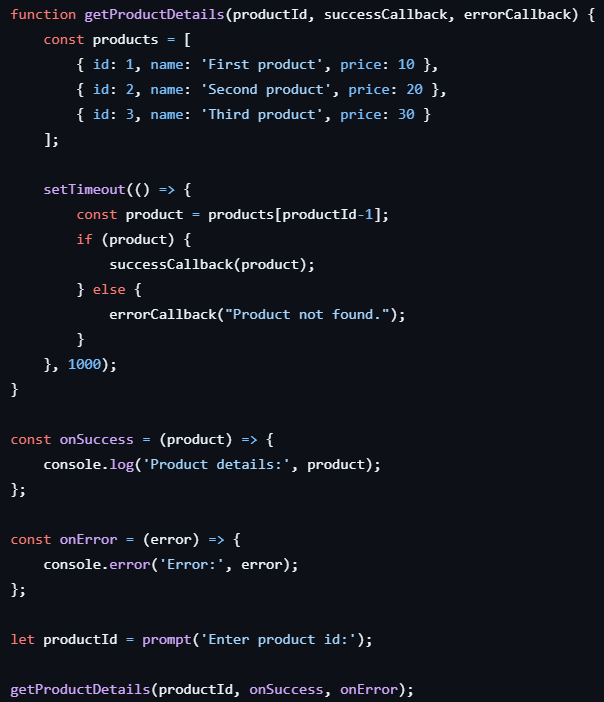 function getProductDetails(productId, successCallback, errorCallback) {
    const products = [
        { id: 1, name: 'First product', price: 10 },
        { id: 2, name: 'Second product', price: 20 },
        { id: 3, name: 'Third product', price: 30 }
    ];

    setTimeout(() => {
        const product = products[productId-1];
        if (product) {
            successCallback(product);
        } else {
            errorCallback("Product not found.");
        }
    }, 1000);
}

const onSuccess = (product) => {
    console.log('Product details:', product);
};

const onError = (error) => {
    console.error('Error:', error);
};

let productId = prompt('Enter product id:');

getProductDetails(productId, onSuccess, onError);